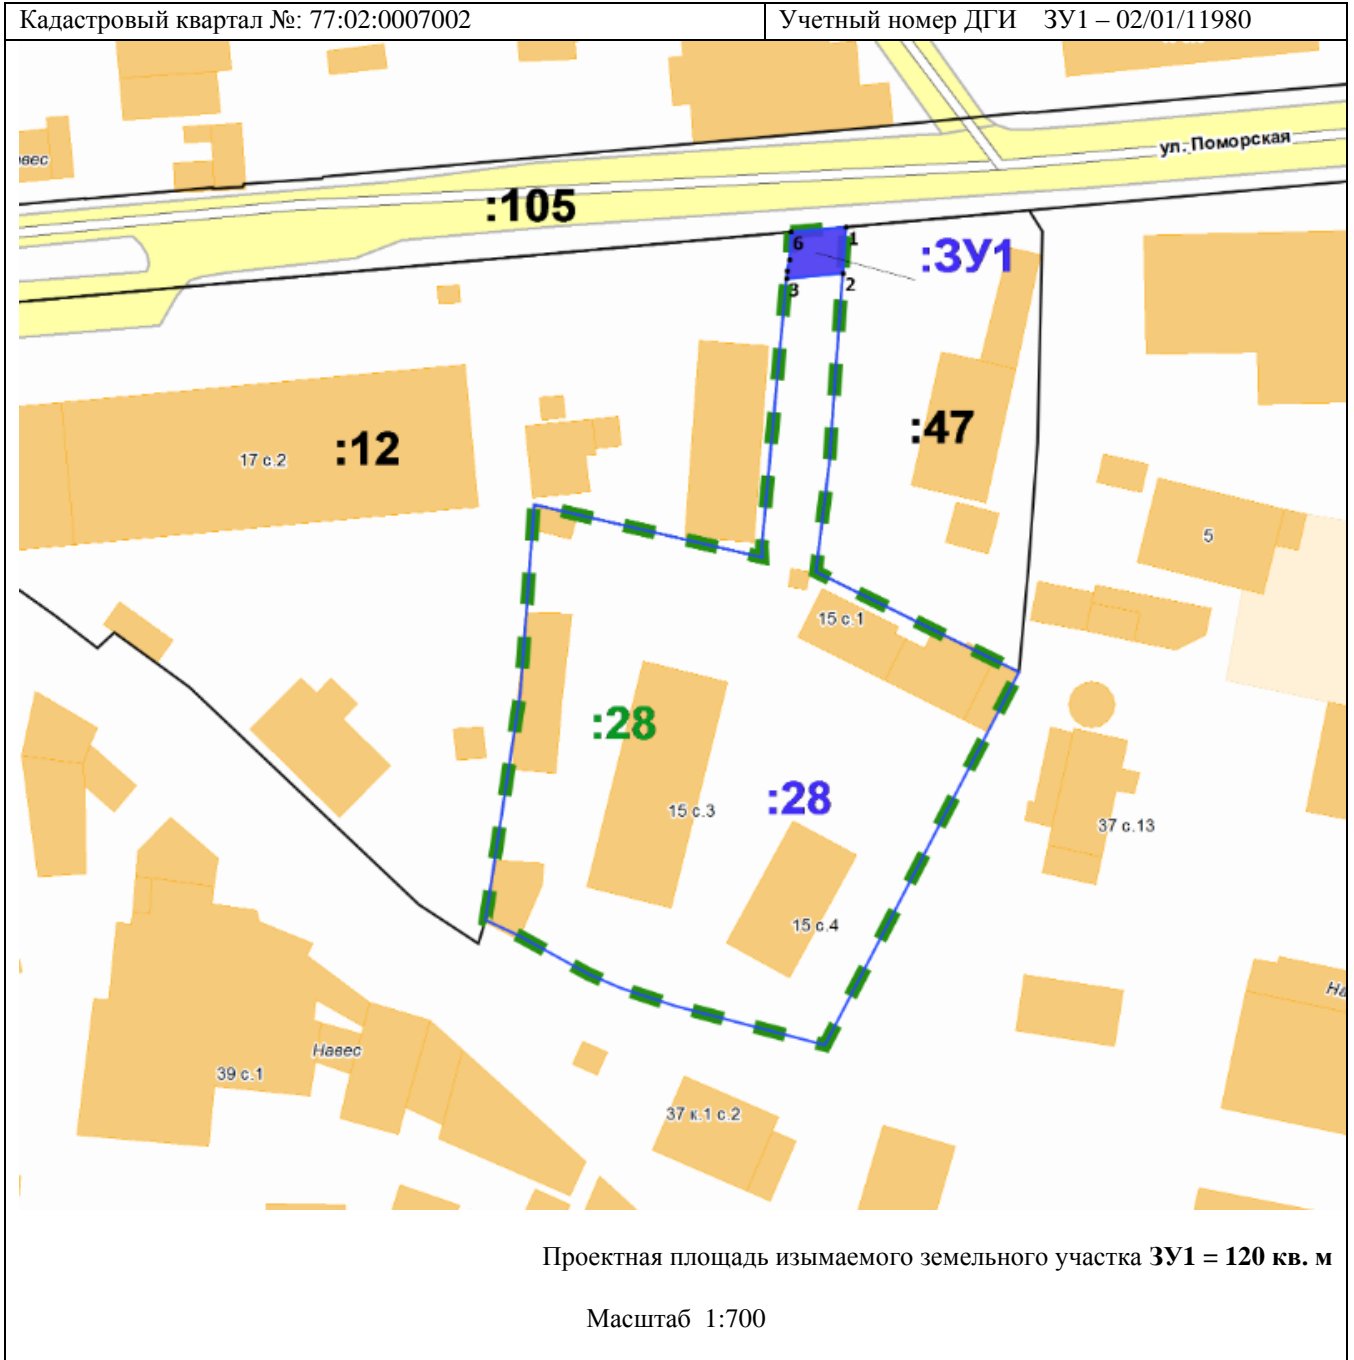 Кадастровый квартал №: 77:02:0007002
Учетный номер ДГИ ЗУ1 – 02/01/11980
ул. Поморская
:105
6
1
:ЗУ1
3
2
:12
17 с.2
:47
5
15 с.1
:28
:28
15 с.3
37 с.13
15 с.4
Навес
39 с.1
37 к.1 с.2
Проектная площадь изымаемого земельного участка ЗУ1 = 120 кв. м
Масштаб 1:700